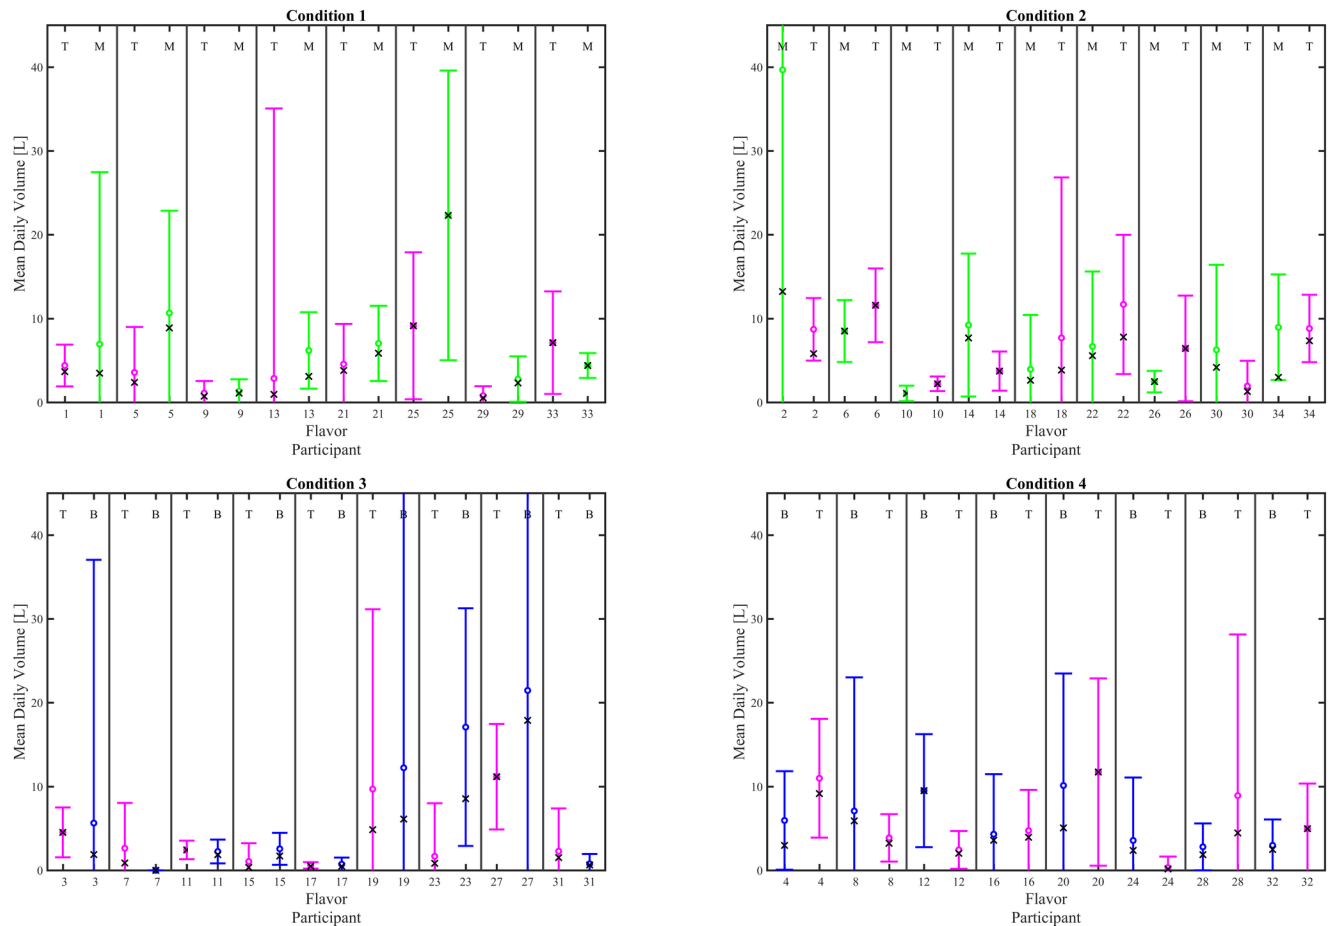 Condition 1
T M T M T M T M T M T M T M T M
Mean Daily Volume [L]
40
30
20
10
0
1 1 5 5 9 9 13 13 21 21 25 25 29 29 33 33
Flavor
Participant
Condition 2
M T M T M T M T M T M T M T M T M T
Mean Daily Volume [L]
40
30
20
10
0
2 2 6 6 10 10 14 14 18 18 22 22 26 26 30 30 34 34
Flavor
Participant
Condition 3
T B T B T B T B T B T B T B T B T B
Mean Daily Volume [L]
40
30
20
10
0
3 3 7 7 11 11 15 15 17 17 19 19 23 23 27 27 31 31
Flavor
Participant
Condition 4
B T B T B T B T B T B T B T B T
Mean Daily Volume [L]
40
30
20
10
0
4 4 8 8 12 12 16 16 20 20 24 24 28 28 32 32
Flavor
Participant